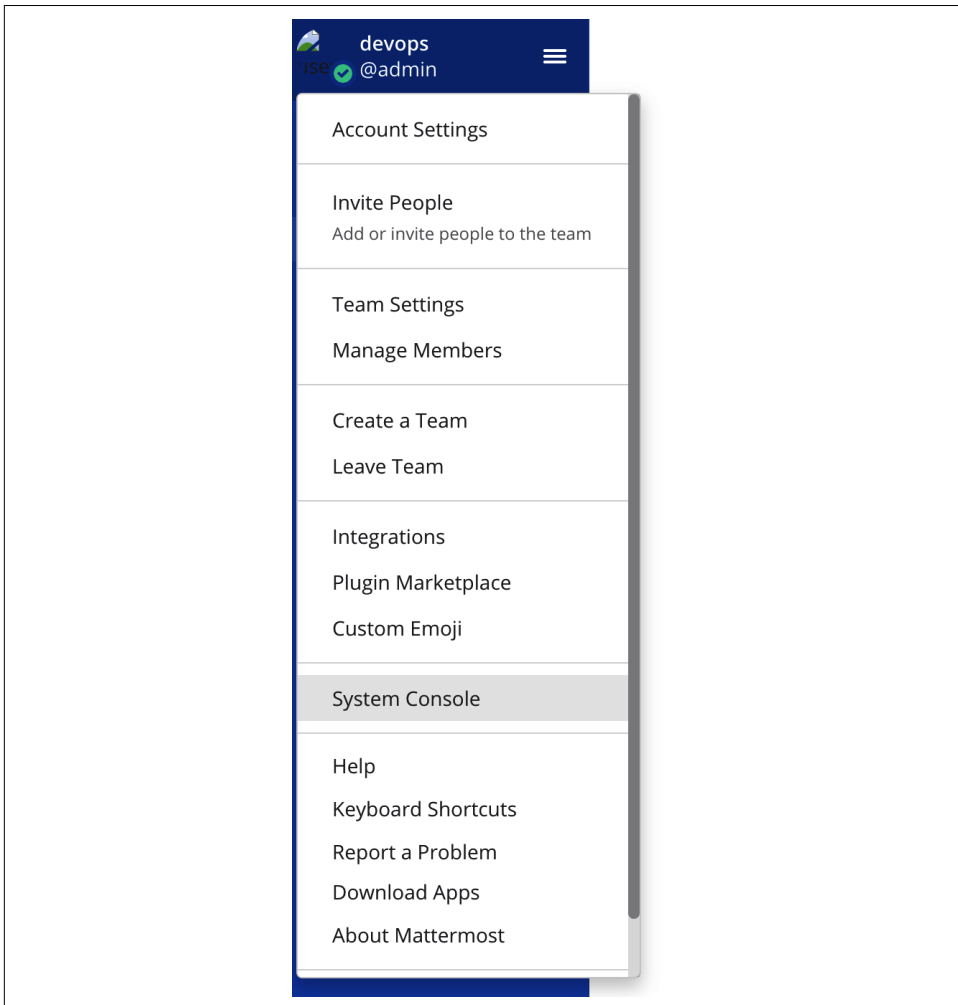 devops
@admin
Account Settings
Invite People
Add or invite people to the team
Team Settings
Manage Members
Create a Team
Leave Team
Integrations
Plugin Marketplace
Custom Emoji
System Console
Help
Keyboard Shortcuts
Report a Problem
Download Apps
About Mattermost